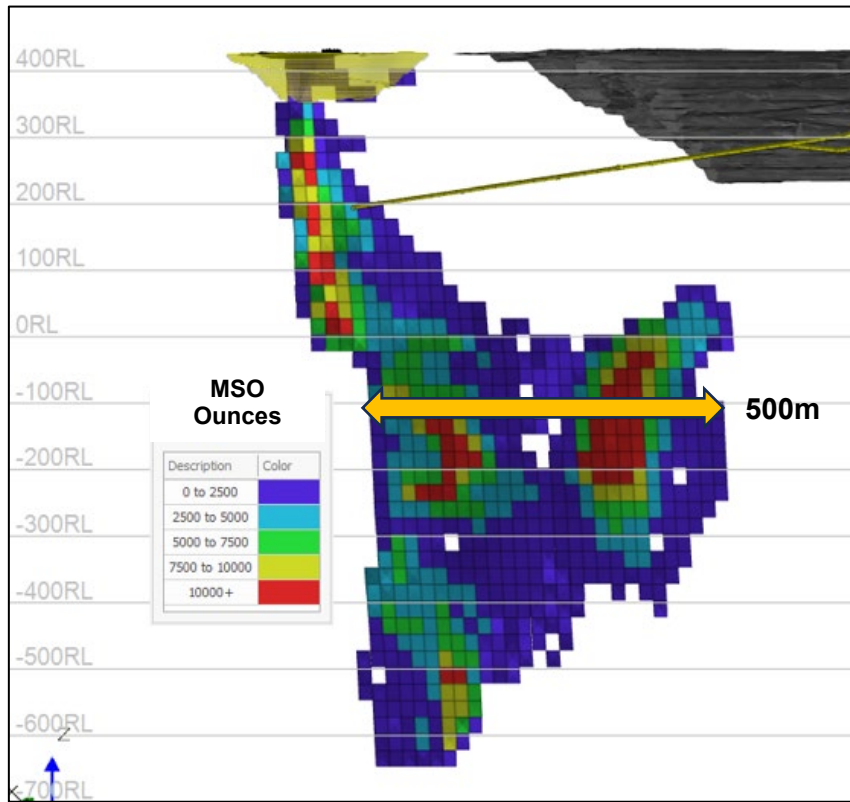 400RL
300RL
200RL
100RL
0RL
-100RL
MSO
Ounces
500m
-200RL
Description Color
0 to 2500
2500 to 5000
5000 to 7500
7500 to 10000
10000+
-300RL
-400RL
-500RL
-600RL
Z
-700RL